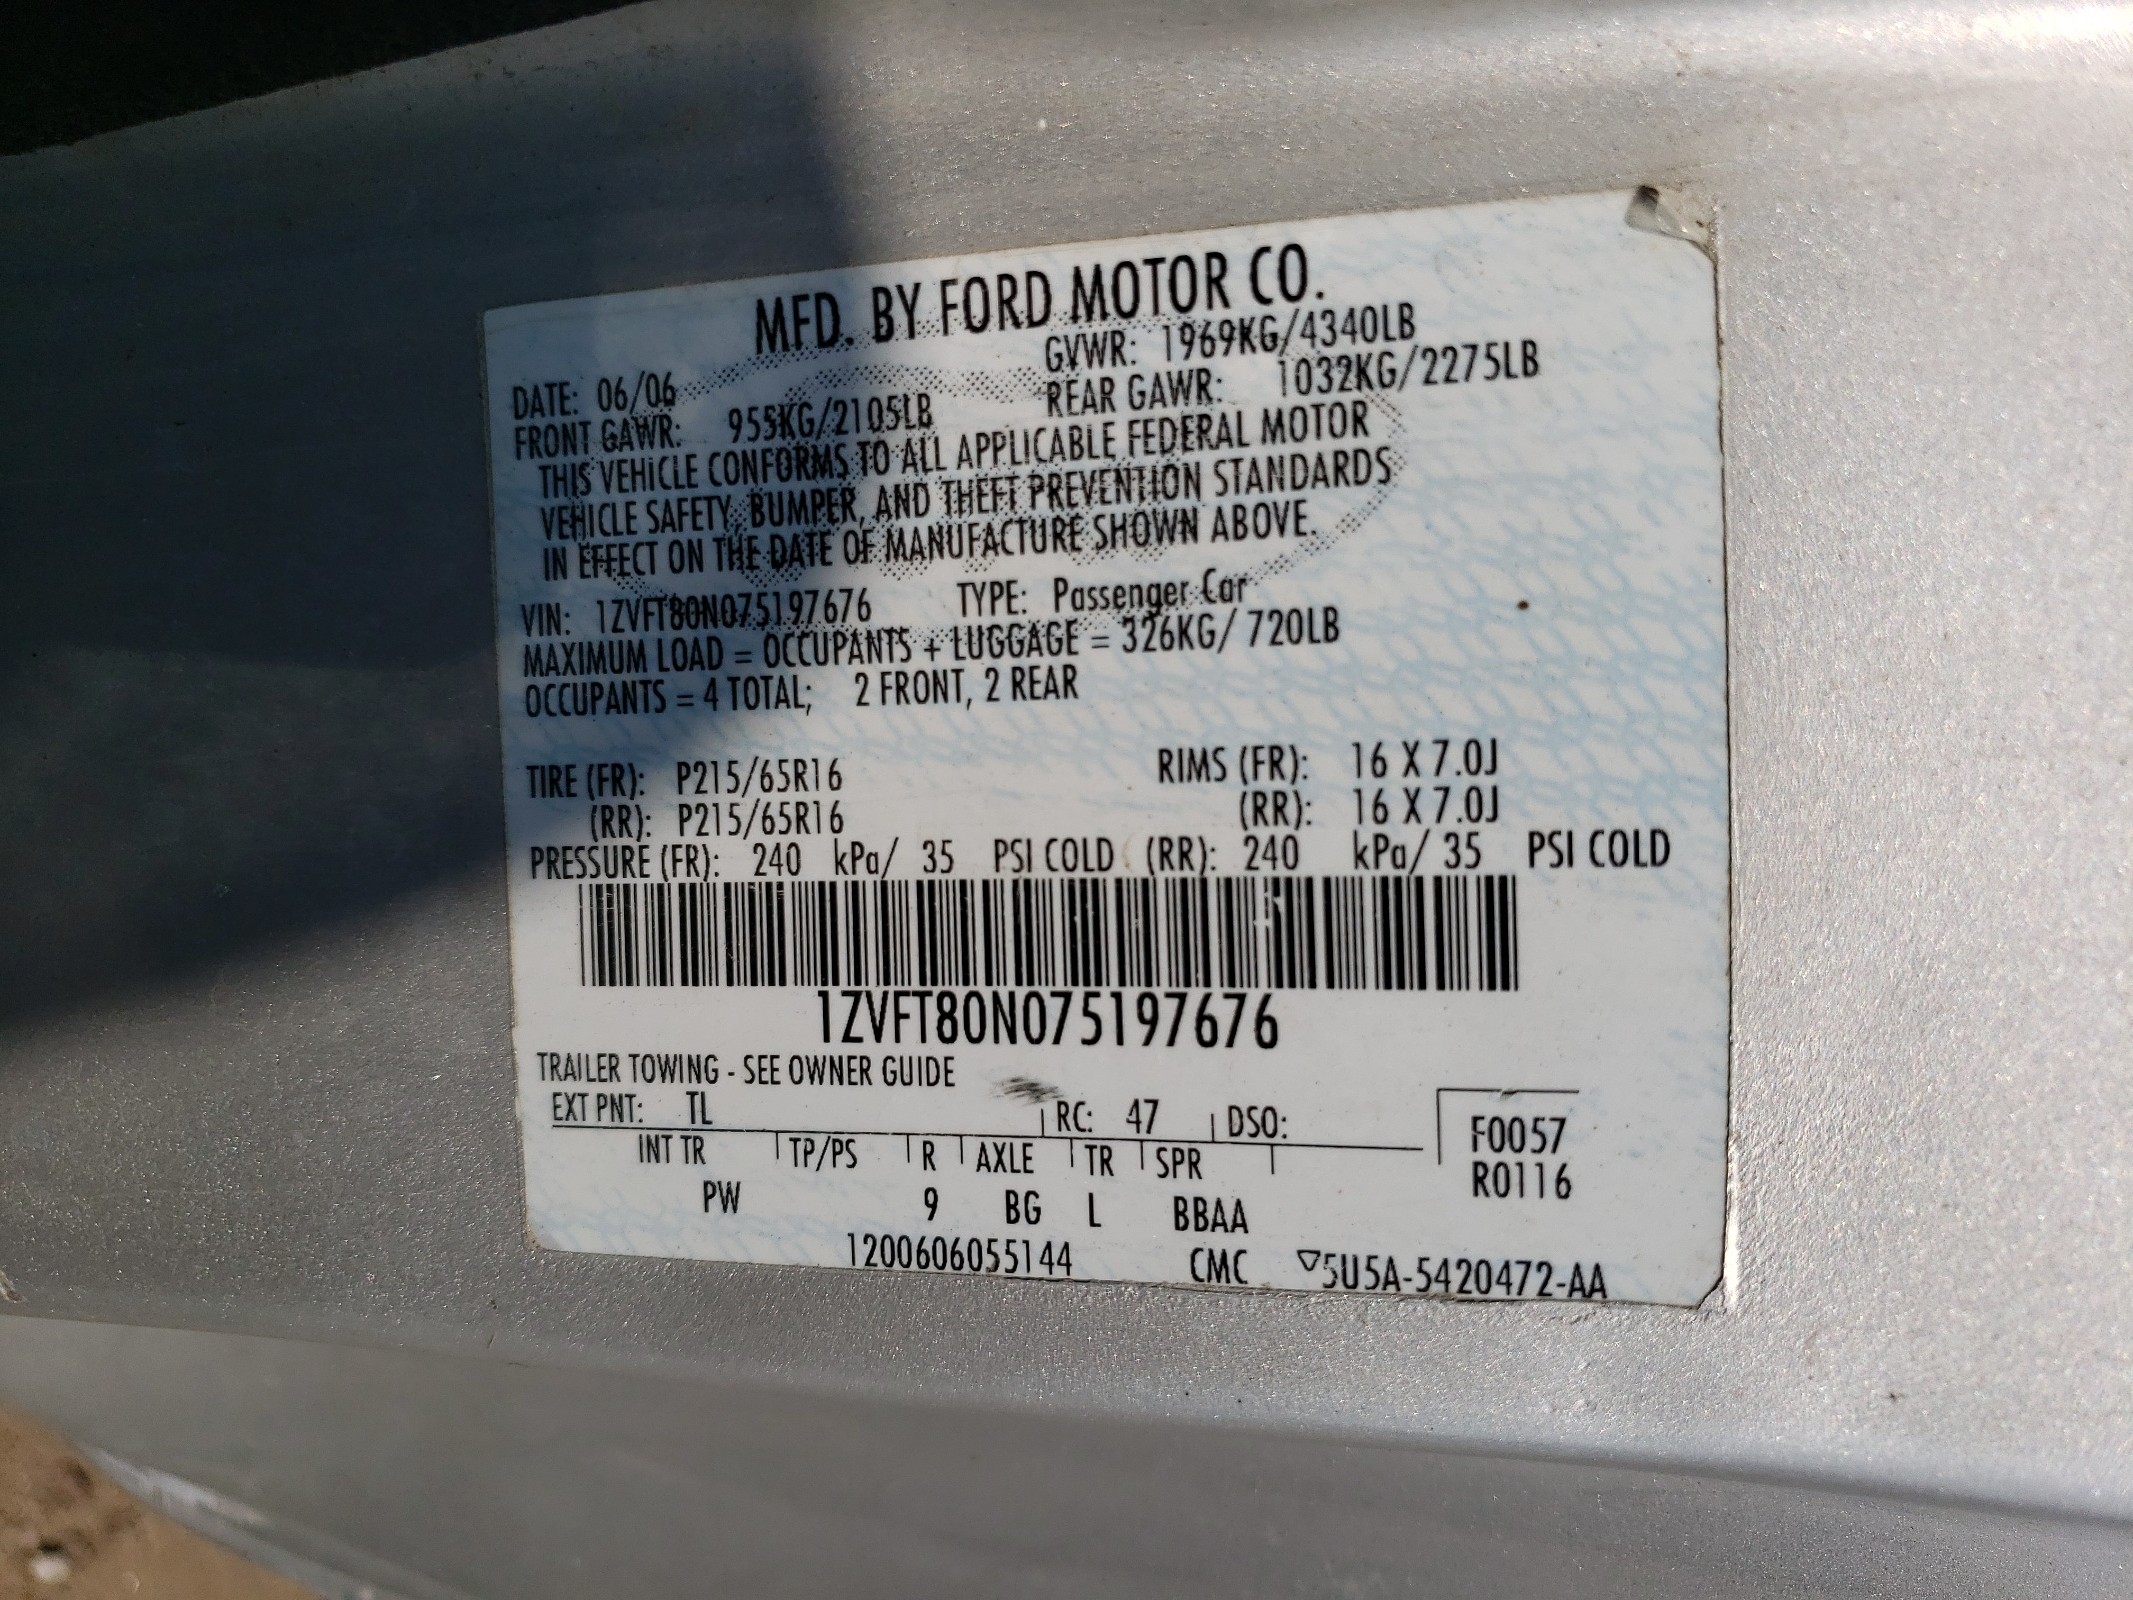 MFD. BY FORD MOTOR CO.
DATE: 06/06 GVWR: 1969KG/4340LB
FRONT GAWR: 955KG/2105LB REAR GAWR: 1032KG/2275LB
THIS VEHICLE CONFORMS TO ALL APPLICABLE FEDERAL MOTOR
VEHICLE SAFETY, BUMPER, AND THEFT PREVENTION STANDARDS
IN EFFECT ON THE DATE OF MANUFACTURE SHOWN ABOVE.
VIN: 1ZVFT80N075197676 TYPE: Passenger Car
MAXIMUM LOAD = OCCUPANTS + LUGGAGE = 326KG/ 720LB
OCCUPANTS = 4 TOTAL; 2 FRONT, 2 REAR
TIRE (FR): P215/65R16 RIMS (FR): 16 X 7.0J
(RR): P215/65R16 (RR): 16 X 7.0J
PRESSURE (FR): 240 kPa/ 35 PSI COLD (RR): 240 kPa/ 35 PSI COLD
1ZVFT80N075197676
TRAILER TOWING - SEE OWNER GUIDE
EXT PNT: TL RC: 47 DSO: F0057
INT TR TP/PS R AXLE TR SPR R0116
PW 9 BG L BBAA
1200606055144 CMC ▽5U5A-5420472-AA